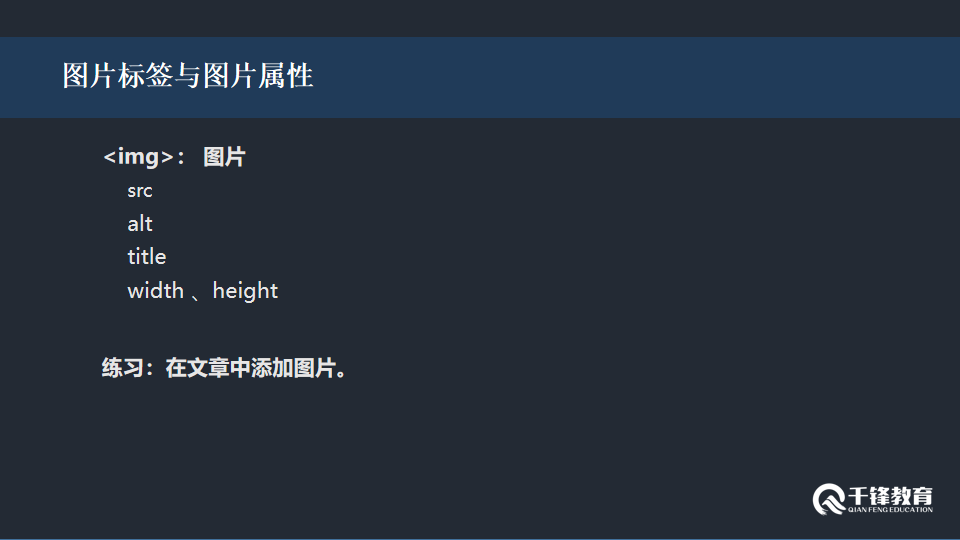 图片标签与图片属性
<img>： 图片
src
alt
title
width 、height
练习：在文章中添加图片。
千锋教育
QIAN FENG EDUCATION